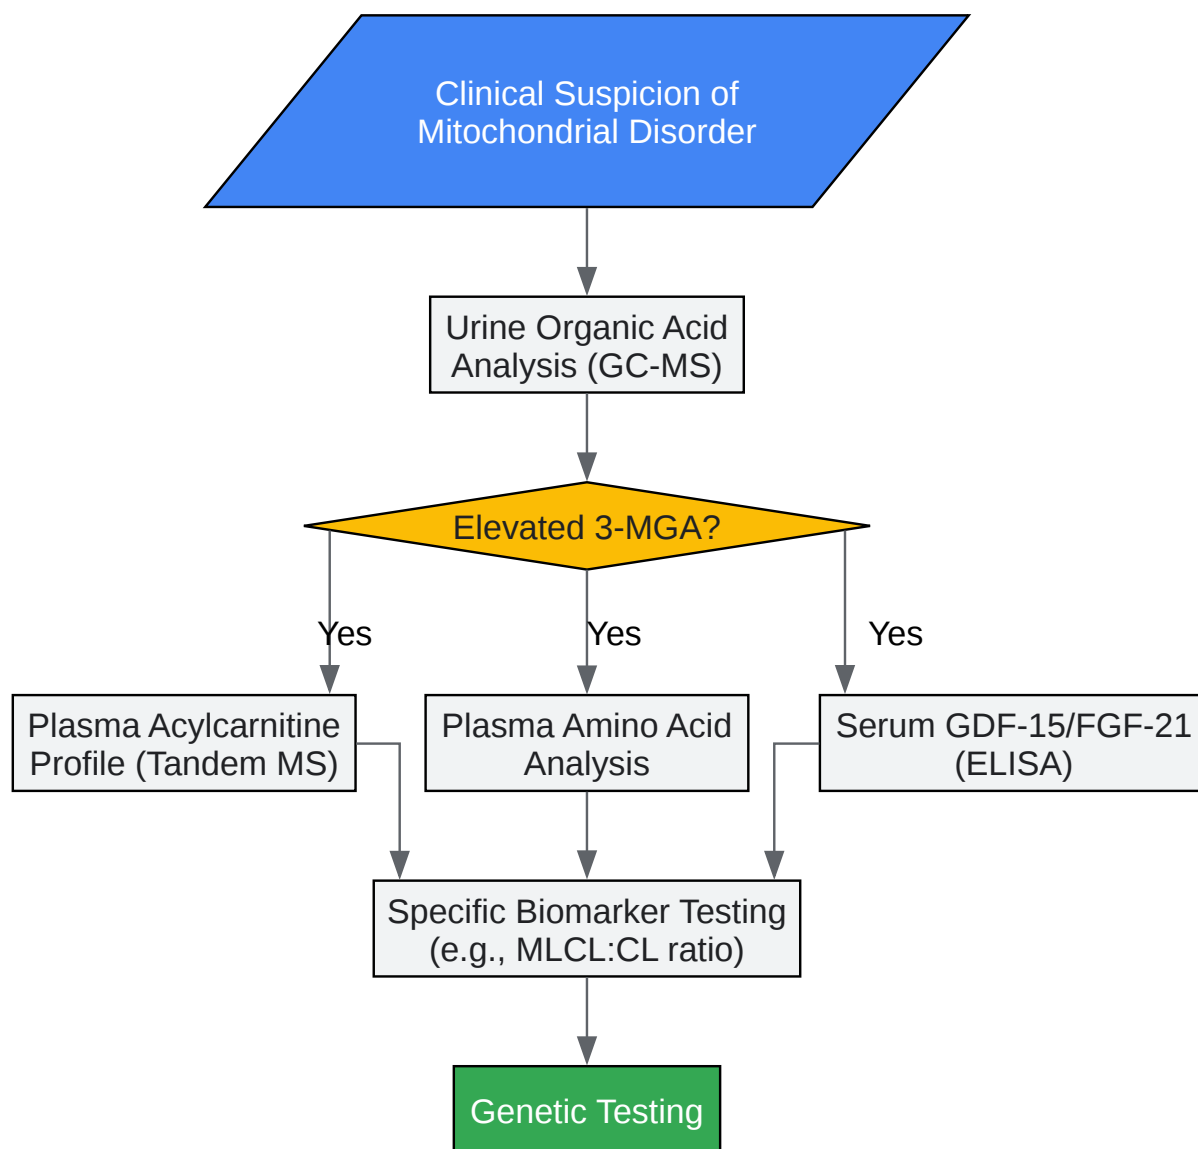 Clinical Suspicion of
Mitochondrial Disorder
Urine Organic Acid
Analysis (GC-MS)
Elevated 3-MGA?
Yes
Yes
Yes
Plasma Acylcarnitine
Profile (Tandem MS)
Plasma Amino Acid
Analysis
Serum GDF-15/FGF-21
(ELISA)
Specific Biomarker Testing
(e.g., MLCL:CL ratio)
Genetic Testing